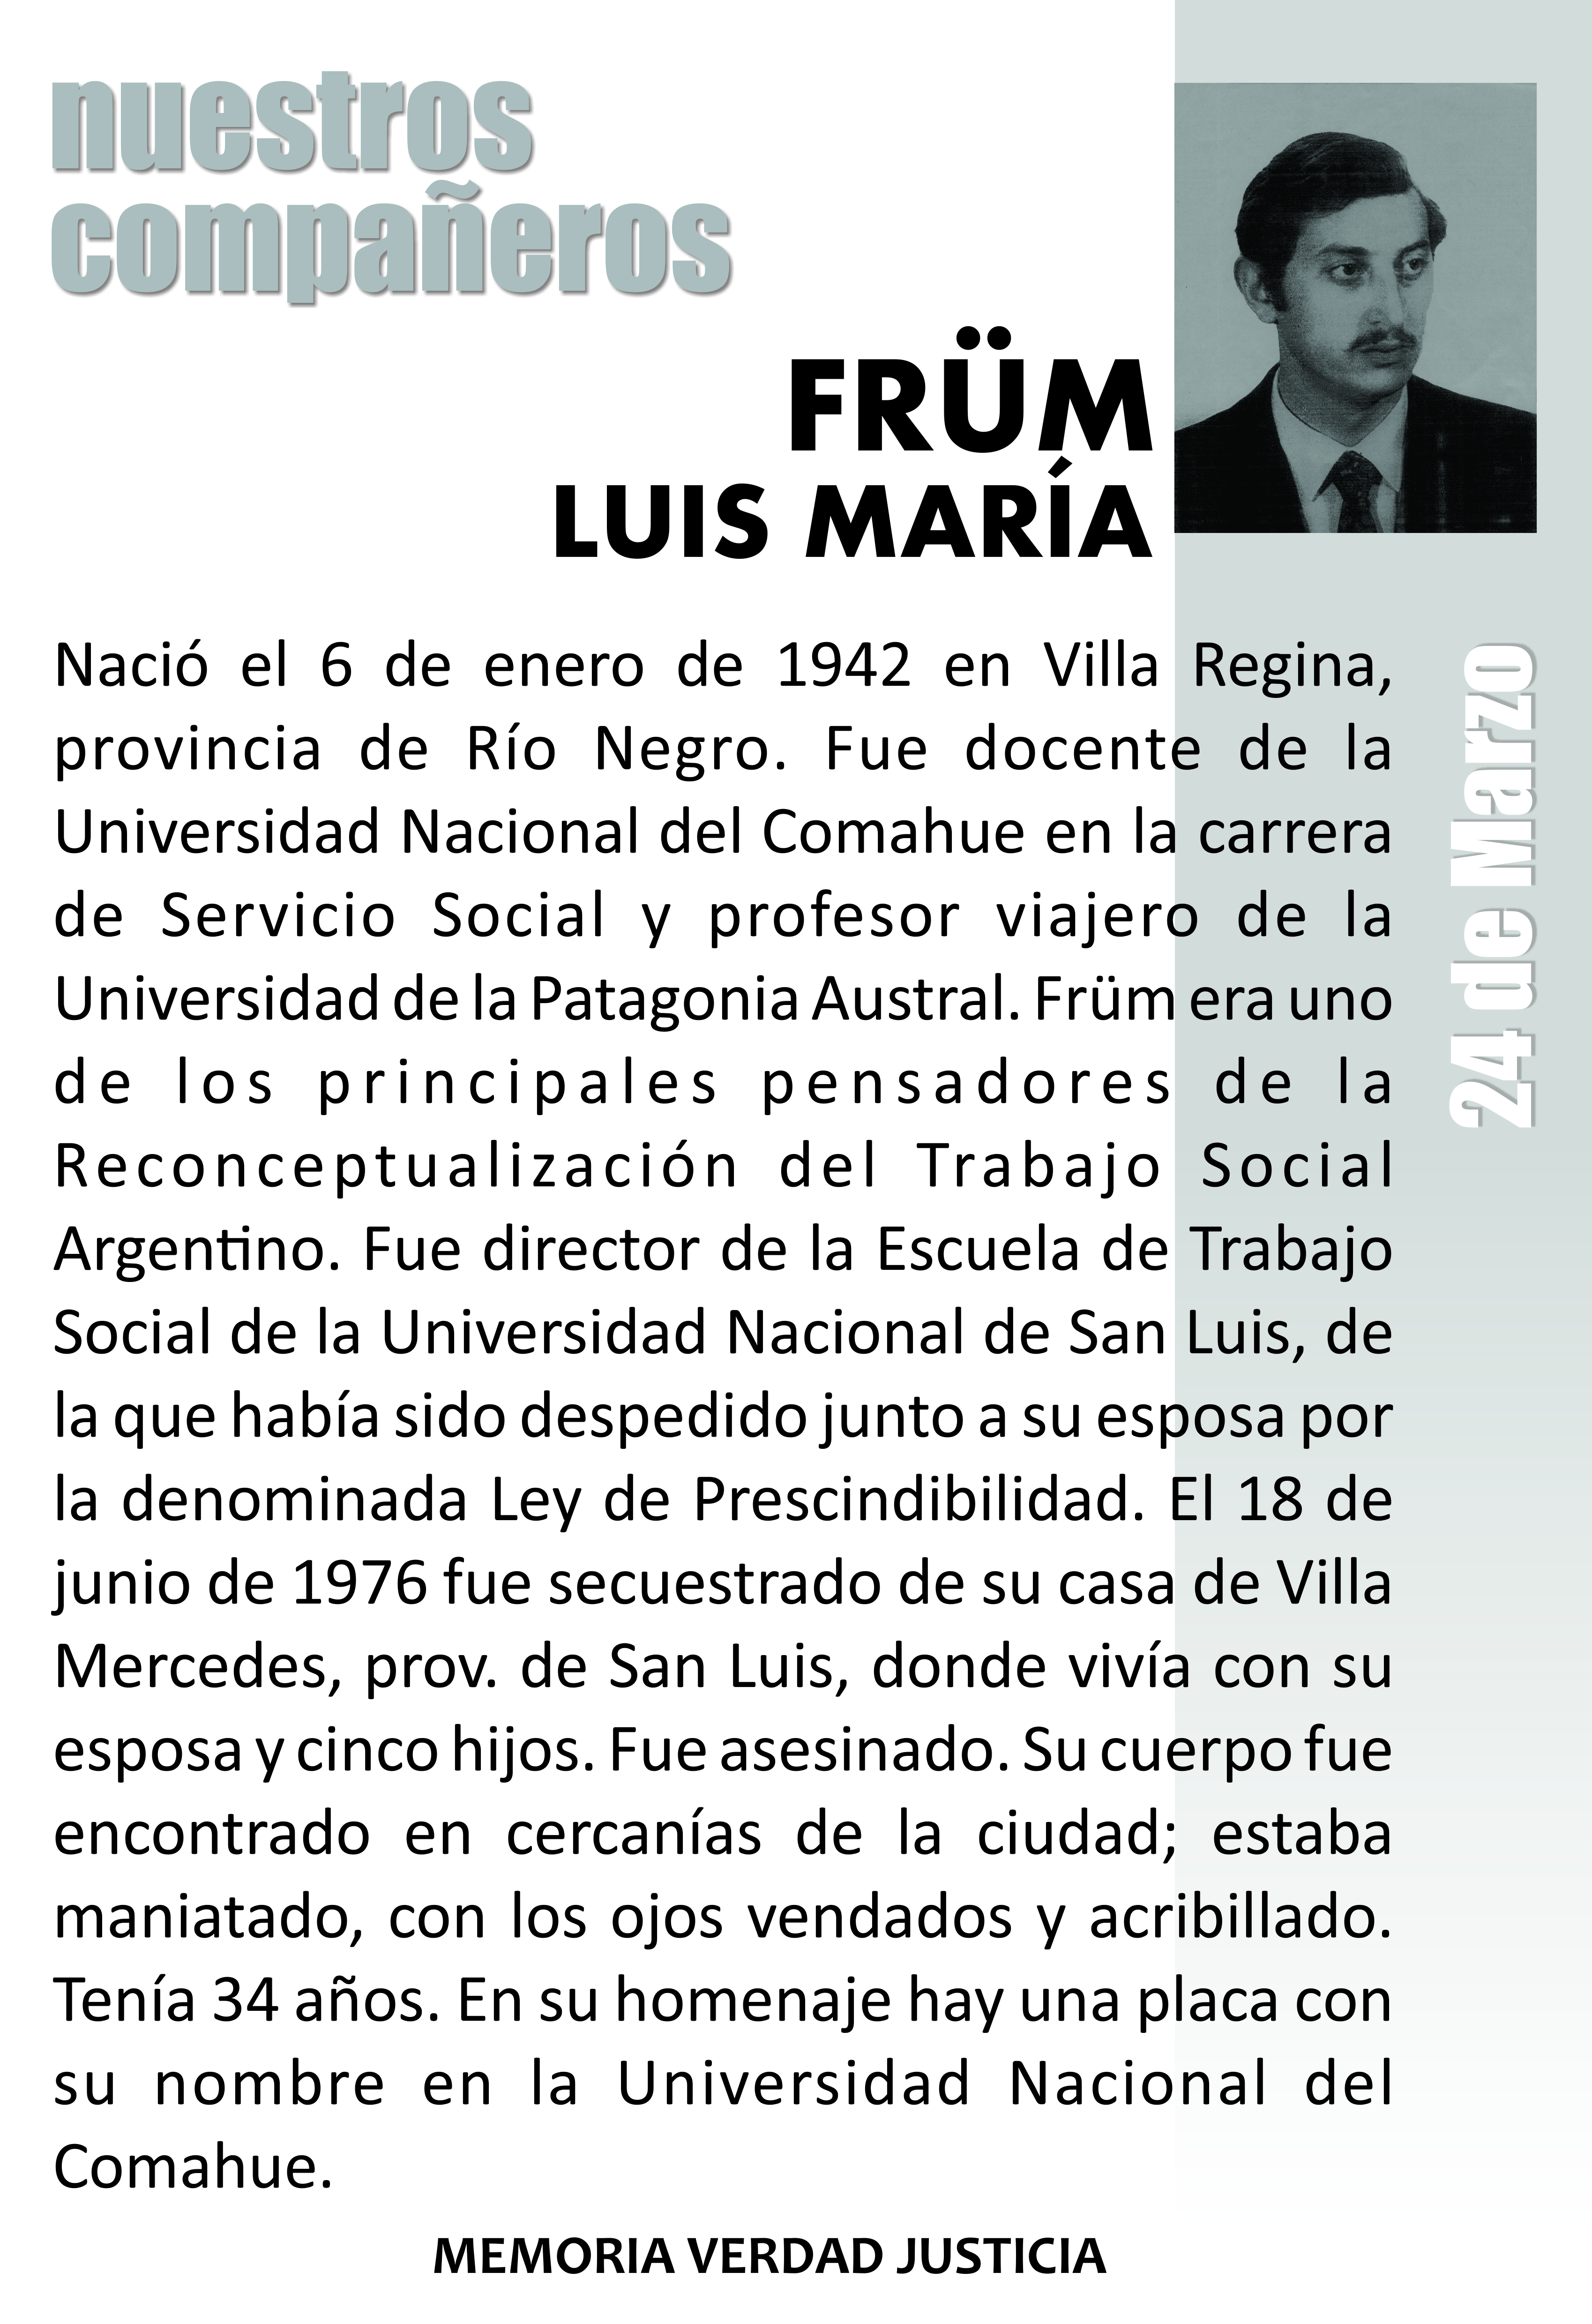 nuestros
compañeros
FRÜM
LUIS MARÍA
Nació el 6 de enero de 1942 en Villa Regina,
provincia de Río Negro. Fue docente de la
Universidad Nacional del Comahue en la carrera
de Servicio Social y profesor viajero de la
Universidad de la Patagonia Austral. Früm era uno
de los principales pensadores de la
Reconceptualización del Trabajo Social
Argentino. Fue director de la Escuela de Trabajo
Social de la Universidad Nacional de San Luis, de
la que había sido despedido junto a su esposa por
la denominada Ley de Prescindibilidad. El 18 de
junio de 1976 fue secuestrado de su casa de Villa
Mercedes, prov. de San Luis, donde vivía con su
esposa y cinco hijos. Fue asesinado. Su cuerpo fue
encontrado en cercanías de la ciudad; estaba
maniatado, con los ojos vendados y acribillado.
Tenía 34 años. En su homenaje hay una placa con
su nombre en la Universidad Nacional del
Comahue.
24 de Marzo
MEMORIA VERDAD JUSTICIA